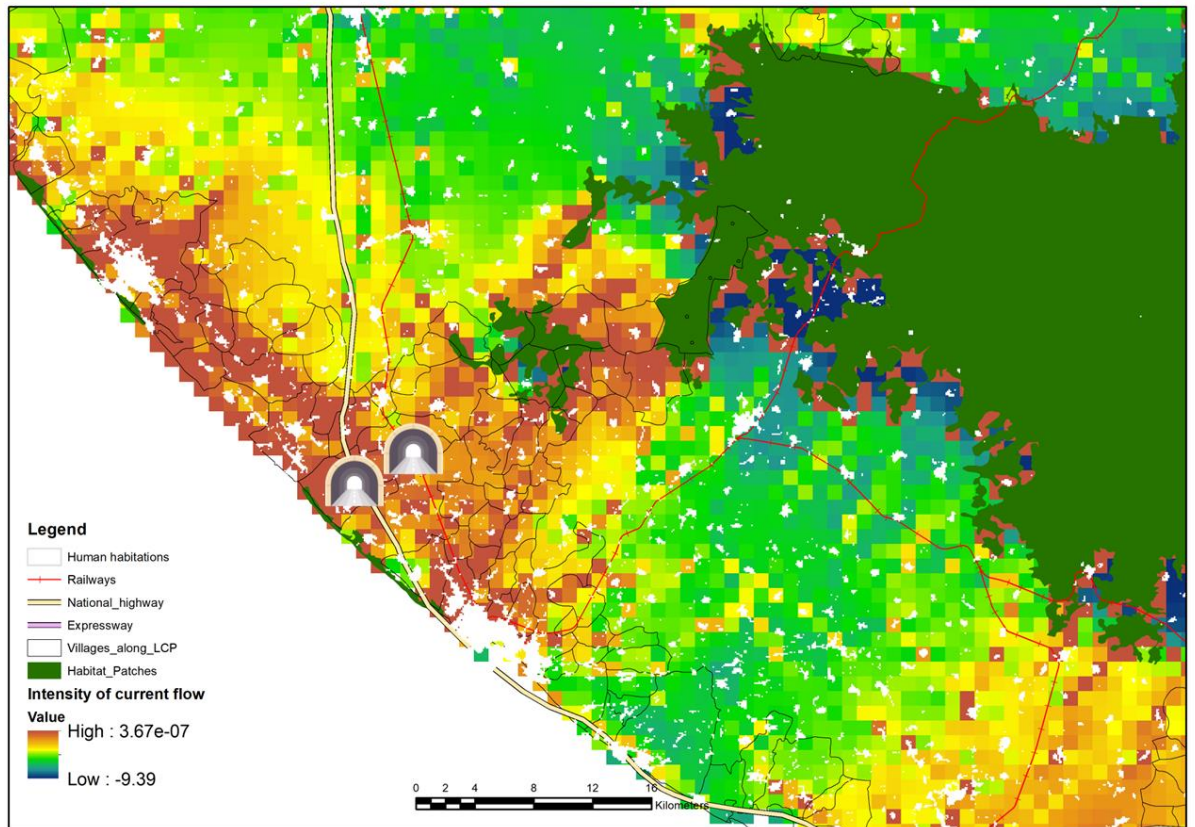 Legend
Human habitations
Railways
National_highway
Expressway
Villages_along_LCP
Habitat_Patches
Intensity of current flow
Value
High : 3.67e-07
Low : -9.39
0 2 4 8 12 16
Kilometers